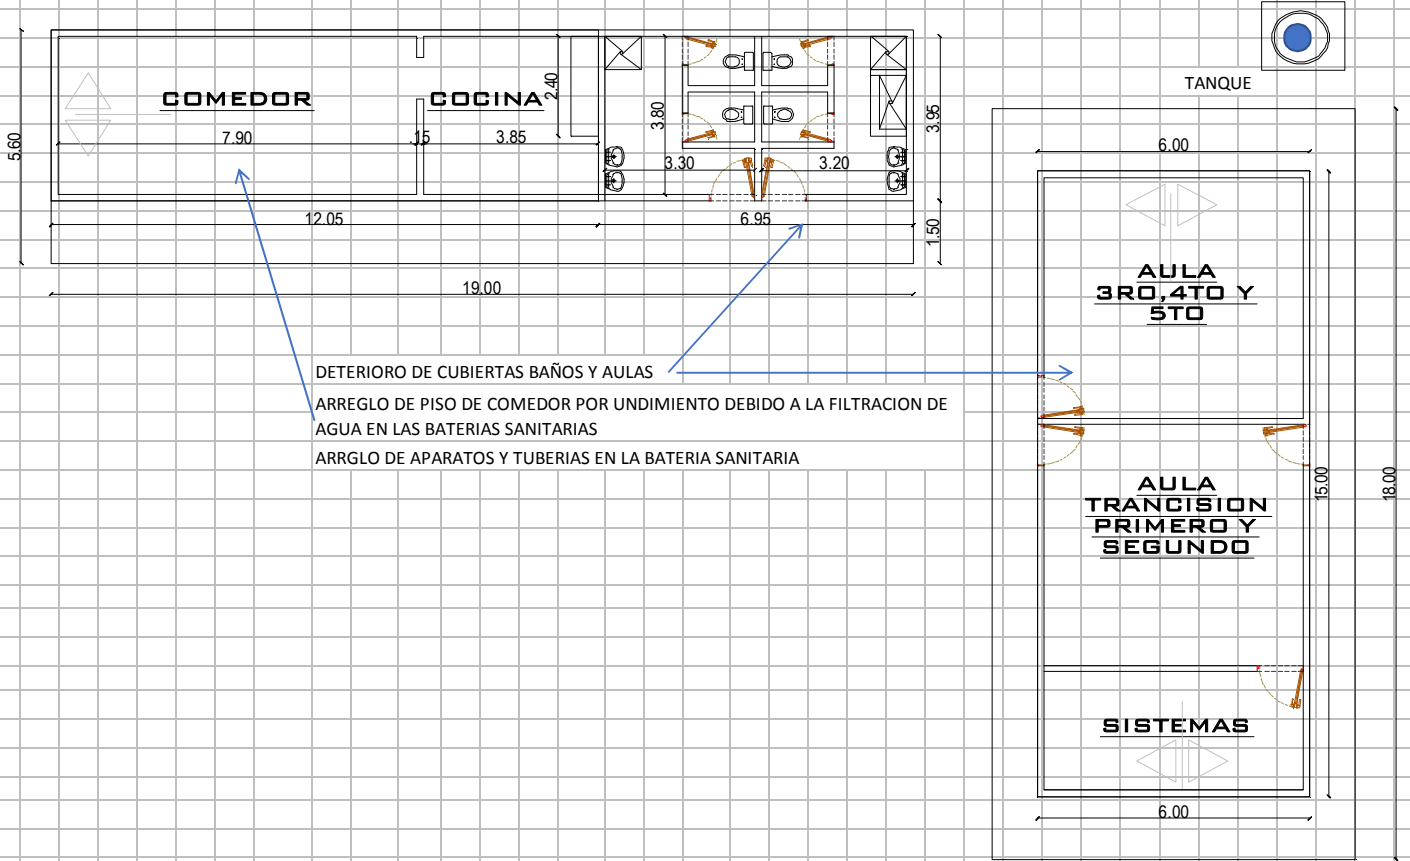 TANQUE
COMEDOR
COCINA
2.40
3.80
3.95
5.60
7.90
.15
3.85
3.30
3.20
12.05
6.95
1.50
19.00
DETERIORO DE CUBIERTAS BAÑOS Y AULAS
ARREGLO DE PISO DE COMEDOR POR UNDIMIENTO DEBIDO A LA FILTRACION DE
AGUA EN LAS BATERIAS SANITARIAS
ARRGLO DE APARATOS Y TUBERIAS EN LA BATERIA SANITARIA
6.00
AULA
3RO,4TO Y
5TO
15.00
18.00
AULA
TRANCISION
PRIMERO Y
SEGUNDO
SISTEMAS
6.00